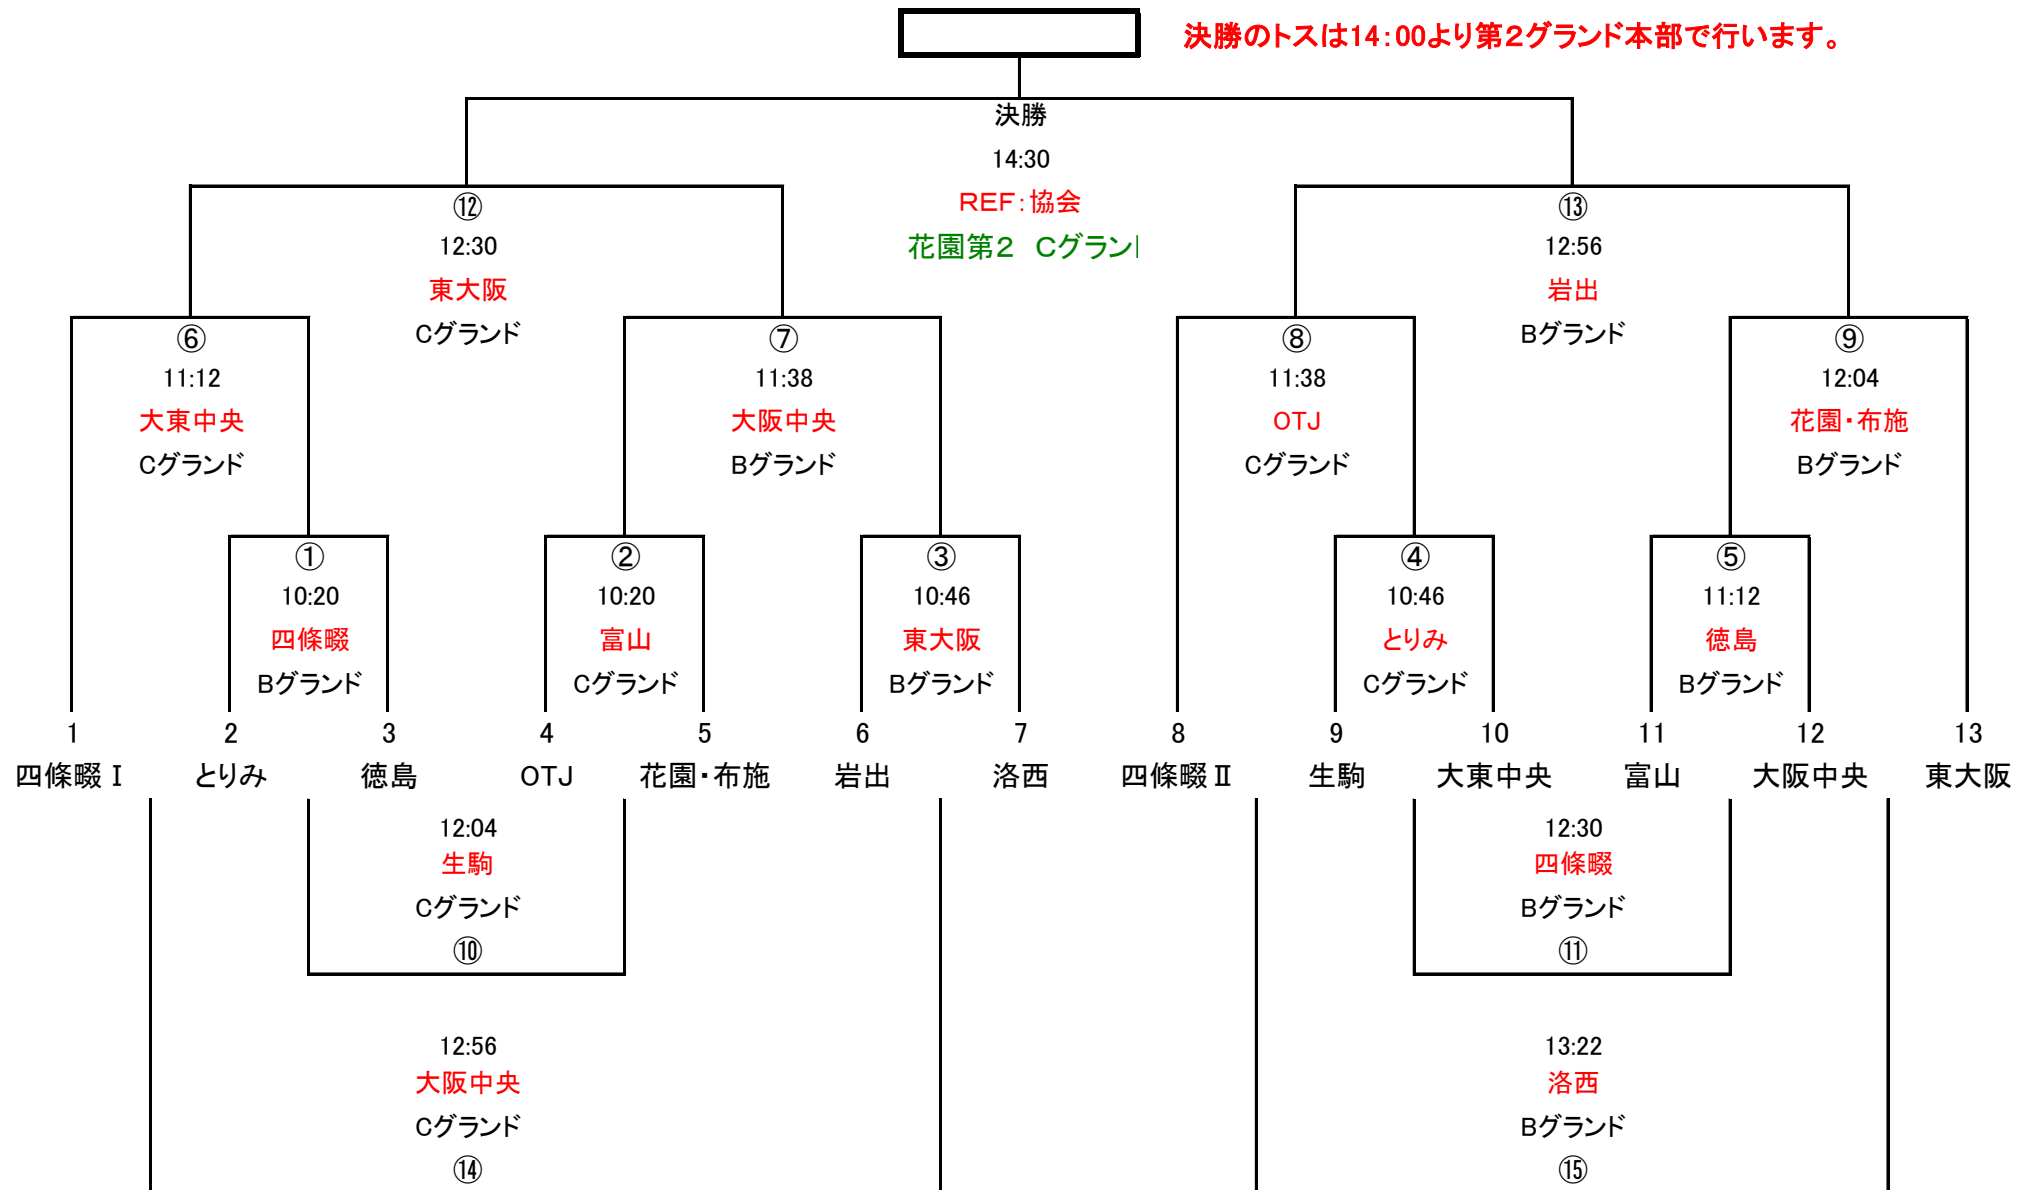 決勝のトスは14:00より第2グランド本部で行います。
決勝
14:30
REF:協会
花園第2 Cグラン
⑫
12:30
東大阪
Cグランド
⑬
12:56
岩出
Bグランド
⑥
11:12
大東中央
Cグランド
⑦
11:38
大阪中央
Bグランド
⑧
11:38
OTJ
Cグランド
⑨
12:04
花園・布施
Bグランド
①
10:20
四條畷
Bグランド
②
10:20
富山
Cグランド
③
10:46
東大阪
Bグランド
④
10:46
とりみ
Cグランド
⑤
11:12
徳島
Bグランド
1 2 3 4 5 6 7 8 9 10 11 12 13
四條畷Ⅰ とりみ 徳島 OTJ 花園・布施 岩出 洛西 四條畷Ⅱ 生駒 大東中央 富山 大阪中央 東大阪
12:04
生駒
Cグランド
⑩
12:30
四條畷
Bグランド
⑪
12:56
大阪中央
Cグランド
⑭
13:22
洛西
Bグランド
⑮